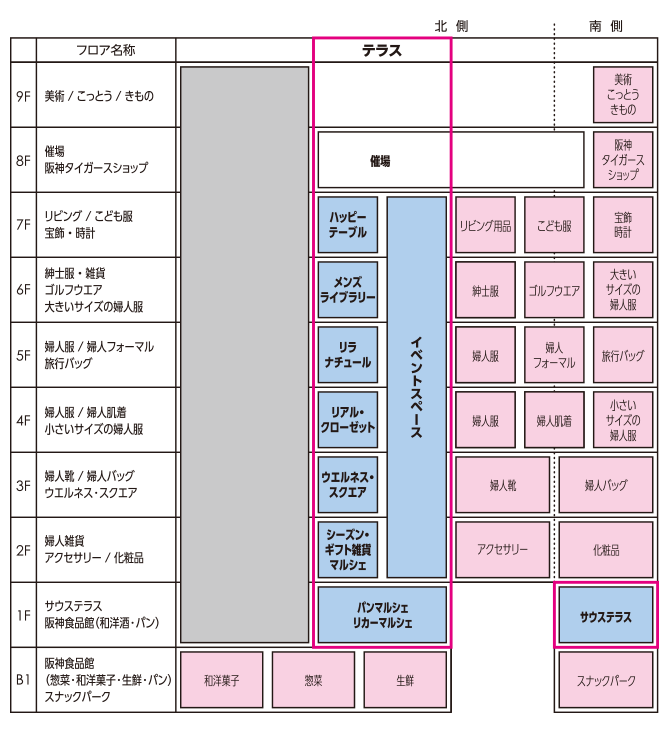 北 側
南 側
フロア名称
テラス
9F
美術 / こっとう / きもの
美術
こっとう
きもの
8F
催場
阪神タイガースショップ
催場
阪神
タイガース
ショップ
7F
リビング / こども服
宝飾・時計
ハッピー
テーブル
リビング用品
こども服
宝飾
時計
6F
紳士服・雑貨
ゴルフウエア
大きいサイズの婦人服
メンズ
ライブラリー
紳士服
ゴルフウエア
大きい
サイズの
婦人服
イベントスペース
5F
婦人服 / 婦人フォーマル
旅行バッグ
リラ
ナチュール
婦人服
婦人
フォーマル
旅行バッグ
4F
婦人服 / 婦人肌着
小さいサイズの婦人服
リアル・
クローゼット
婦人服
婦人肌着
小さい
サイズの
婦人服
3F
婦人靴 / 婦人バッグ
ウエルネス・スクエア
ウエルネス・
スクエア
婦人靴
婦人バッグ
2F
婦人雑貨
アクセサリー / 化粧品
シーズン・
ギフト雑貨
マルシェ
アクセサリー
化粧品
1F
サウステラス
阪神食品館(和洋酒・パン)
パンマルシェ
リカーマルシェ
サウステラス
B1
阪神食品館
(惣菜・和洋菓子・生鮮・パン)
スナックパーク
和洋菓子
惣菜
生鮮
スナックパーク